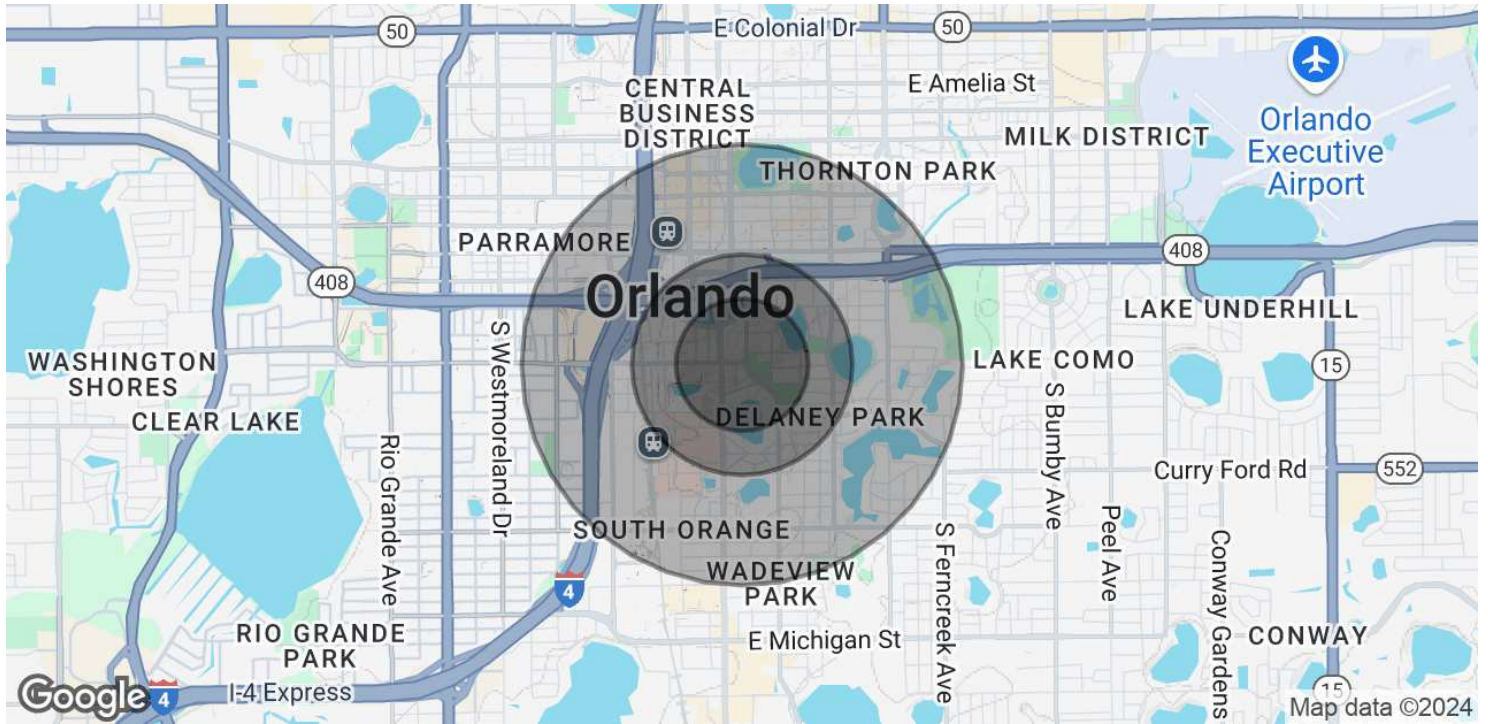 50
E Colonial Dr
50
E Amelia St
CENTRAL
BUSINESS
DISTRICT
MILK DISTRICT
Orlando
Executive
Airport
THORNTON PARK
PARRAMORE
408
408
Orlando
LAKE UNDERHILL
S Westmoreland Dr
WASHINGTON
SHORES
LAKE COMO
15
CLEAR LAKE
DELANEY PARK
S Bumby Ave
Rio Grande Ave
Curry Ford Rd
552
SOUTH ORANGE
S Ferncreek Ave
Peel Ave
Conway Gardens
WADEVIEW
PARK
4
RIO GRANDE
PARK
E Michigan St
CONWAY
Google
4
I-4 Express
15
Map data ©2024